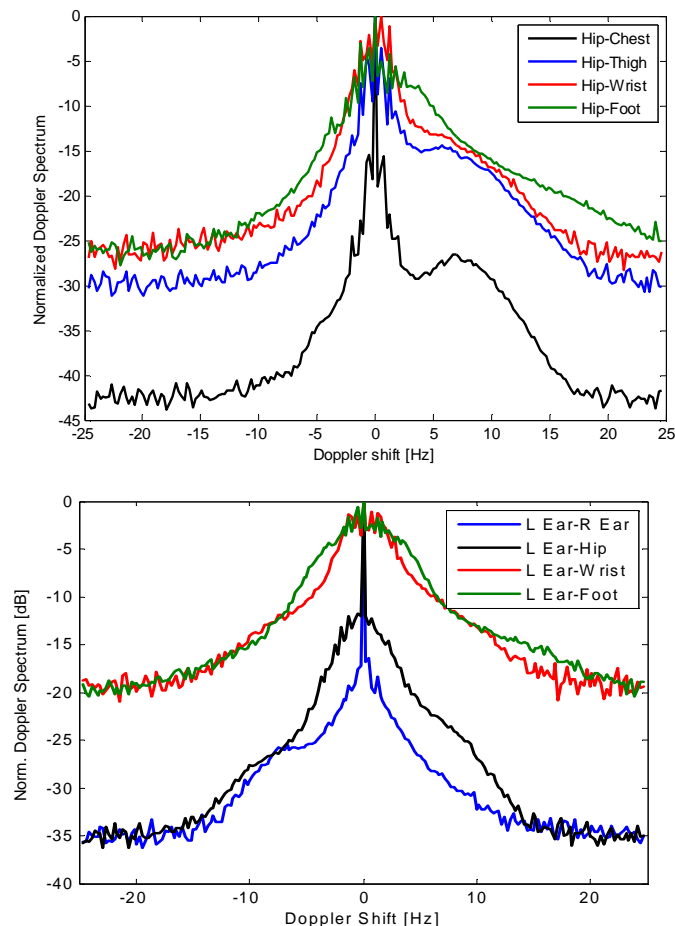 0
-5
-10
-15
-20
-25
-30
-35
-40
-45
Normalized Doppler Spectrum
Hip-Chest
Hip-Thigh
Hip-Wrist
Hip-Foot
-25 -20 -15 -10 -5 0 5 10 15 20 25
Doppler shift [Hz]
0
-5
-10
-15
-20
-25
-30
-35
-40
Norm. Doppler Spectrum [dB]
L Ear-R Ear
L Ear-Hip
L Ear-Wrist
L Ear-Foot
-20 -10 0 10 20
Doppler Shift [Hz]